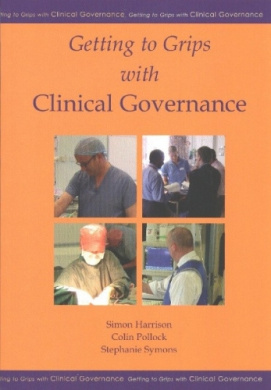 ting to Grips with Clinical Governance Getting to Grips with Clinical Governance
Getting to Grips
with
Clinical Governance
Simon Harrison
Colin Pollock
Stephanie Symons
ting to Grips with Clinical Governance Getting to Grips with Clinical Governance